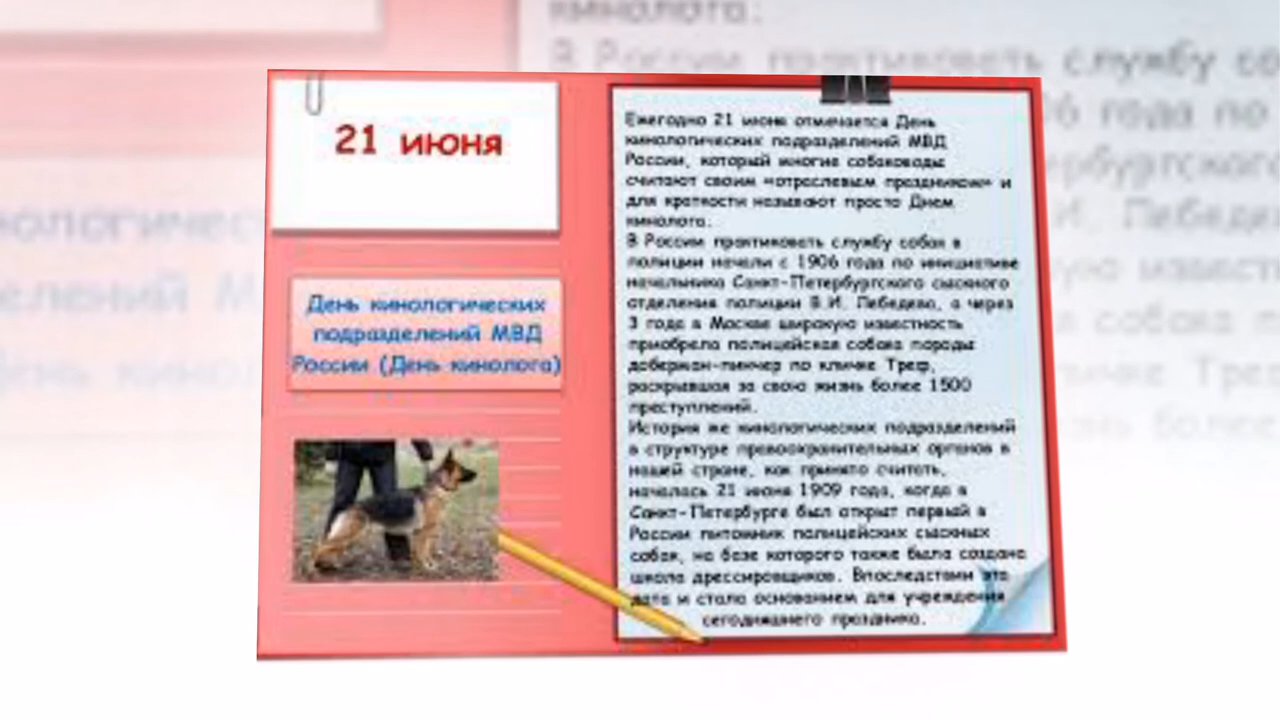 21 июня
День кинологических
подразделений МВД
России (День кинолога)
Ежегодно 21 июня отмечается День
кинологических подразделений МВД
России, который многие собаководы
считают своим «отраслевым праздником» и
для краткости называют просто Днем
кинолога.
В России практиковать службу собак в
полиции начали с 1906 года по инициативе
начальника Санкт-Петербургского сыскного
отделения полиции В.И. Лебедева, а через
3 года в Москве широкую известность
приобрела полицейская собака породы
доберман-пинчер по кличке Треф,
раскрывшая за свою жизнь более 1500
преступлений.
История же кинологических подразделений
в структуре правоохранительных органов в
нашей стране, как принято считать,
началась 21 июня 1909 года, когда в
Санкт-Петербурге был открыт первый в
России питомник полицейских сыскных
собак, на базе которого также была создана
школа дрессировщиков. Впоследствии эта
дата и стала основанием для учреждения
сегодняшнего праздника.